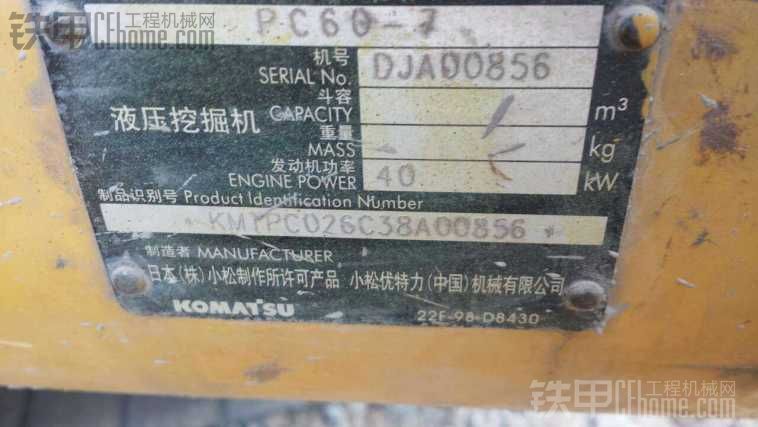 铁甲 工程机械网 CEhome.com
PC60-7
机号
SERIAL No. DJA00856
斗容
CAPACITY m³
液压挖掘机
重量
MASS kg
发动机功率
ENGINE POWER 40 kW
制品识别号 Product Identification Number
KMTPC026C38A00856
制造者 MANUFACTURER
日本(株)小松制作所许可产品 小松优特力(中国)机械有限公司
KOMATSU 22F-98-D8430
铁甲 工程机械网 CEhome.com